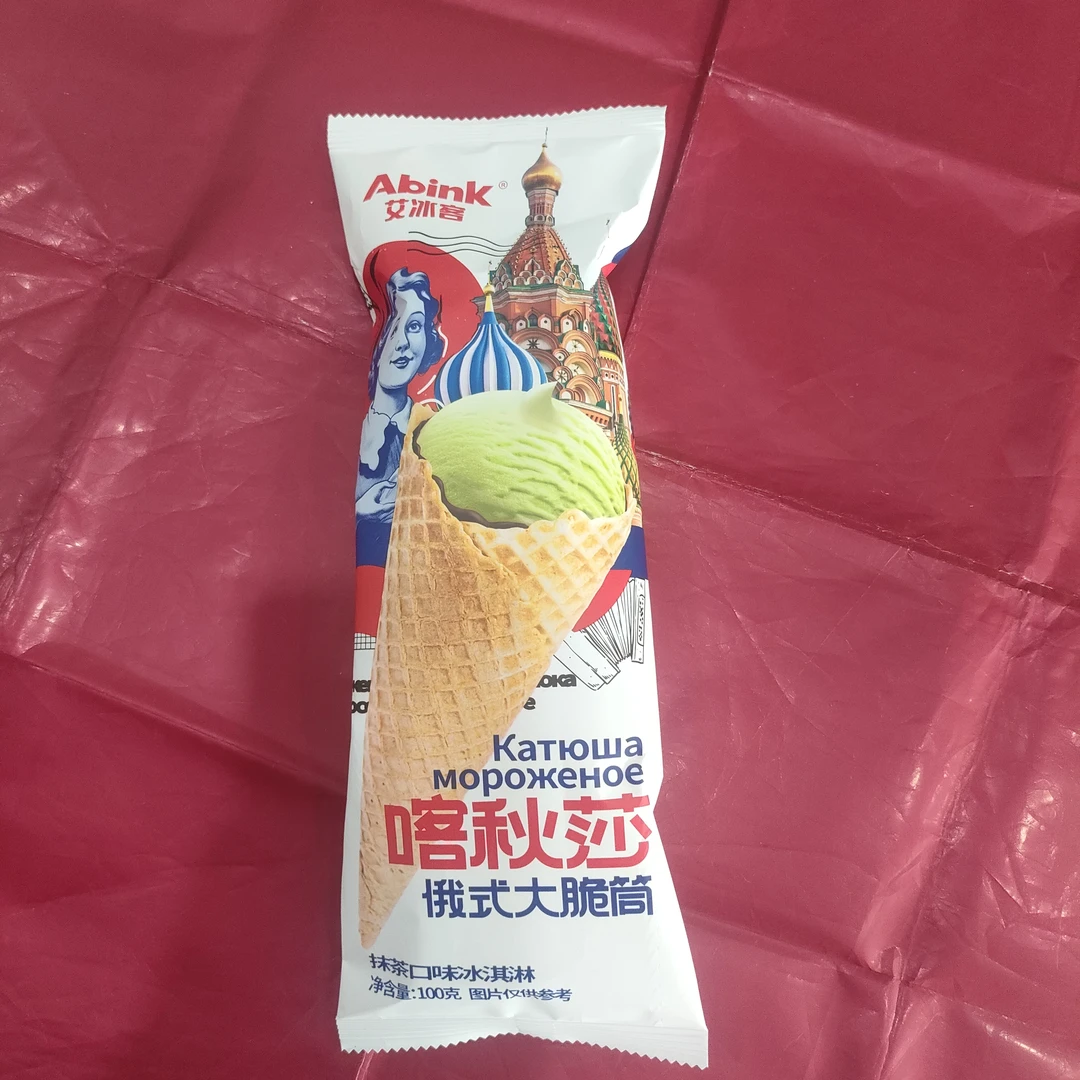 Abink®
艾冰客
Катюша
мороженое
喀秋莎
俄式大脆筒
抹茶口味冰淇淋
净含量:100克 图片仅供参考